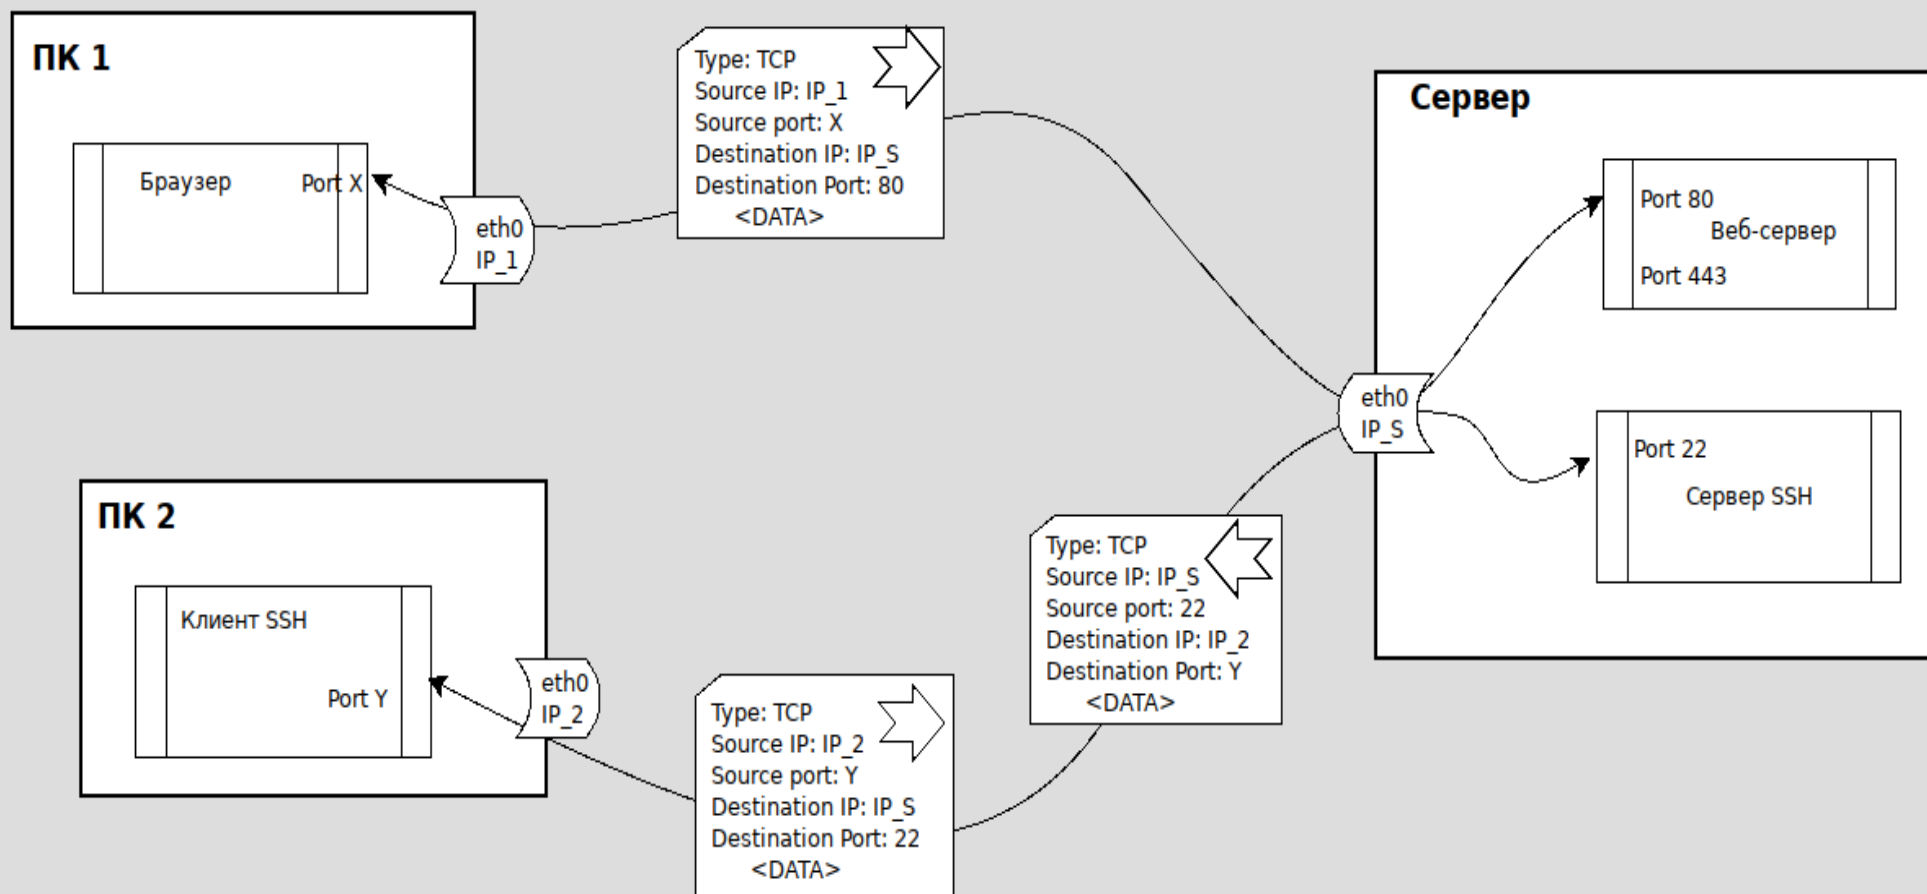 ПК 1
Браузер
Port X
eth0
IP_1
Type: TCP
Source IP: IP_1
Source port: X
Destination IP: IP_S
Destination Port: 80
<DATA>
Сервер
Port 80
Веб-сервер
Port 443
eth0
IP_S
Port 22
Сервер SSH
ПК 2
Клиент SSH
Port Y
eth0
IP_2
Type: TCP
Source IP: IP_2
Source port: Y
Destination IP: IP_S
Destination Port: 22
<DATA>
Type: TCP
Source IP: IP_S
Source port: 22
Destination IP: IP_2
Destination Port: Y
<DATA>